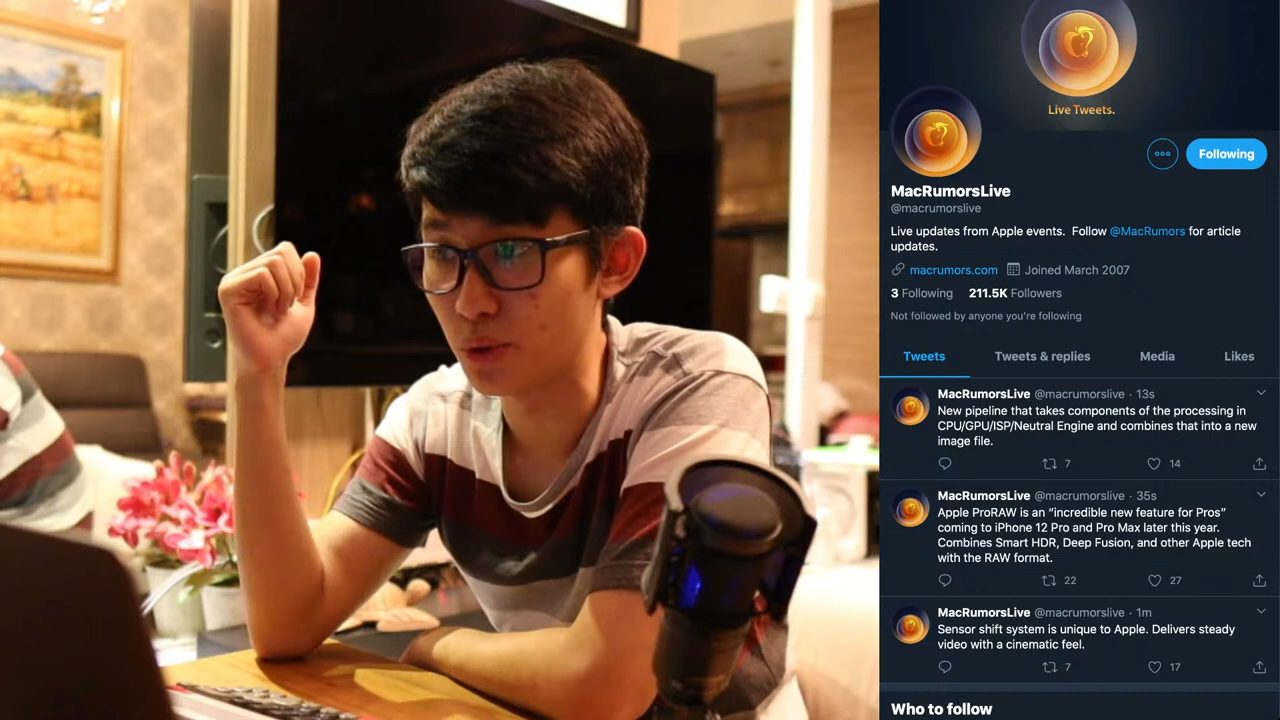 Live Tweets.
Following
MacRumorsLive
@macrumorslive
Live updates from Apple events. Follow @MacRumors for article
updates.
macrumors.com Joined March 2007
3 Following 211.5K Followers
Not followed by anyone you're following
Tweets Tweets & replies Media Likes
MacRumorsLive @macrumorslive · 13s
New pipeline that takes components of the processing in
CPU/GPU/ISP/Neutral Engine and combines that into a new
image file.
7 14
MacRumorsLive @macrumorslive · 35s
Apple ProRAW is an “incredible new feature for Pros”
coming to iPhone 12 Pro and Pro Max later this year.
Combines Smart HDR, Deep Fusion, and other Apple tech
with the RAW format.
22 27
MacRumorsLive @macrumorslive · 1m
Sensor shift system is unique to Apple. Delivers steady
video with a cinematic feel.
7 17
Who to follow